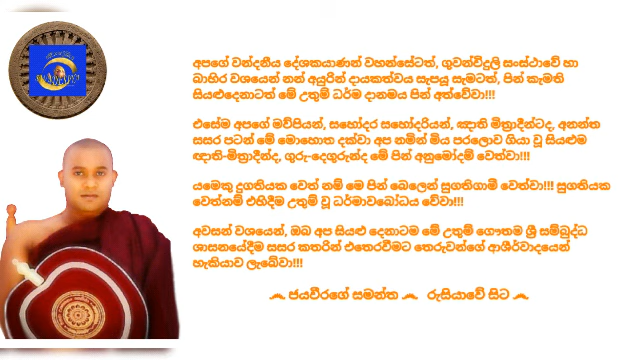 අපගේ වන්දනීය දේශකයාණන් වහන්සේටත්, ගුවන්විදුලි සංස්ථාවේ හා
බාහිර වශයෙන් නන් අයුරින් දායකත්වය සැපයූ සැමටත්, පින් කැමති
සියළුදෙනාටත් මේ උතුම් ධර්ම දානමය පින් අත්වේවා!!!
එසේම අපගේ මව්පියන්, සහෝදර සහෝදරියන්, ඤාති මිත්‍රාදීන්ටද, අනන්ත
සසර පටන් මේ මොහොත දක්වා අප නමින් මිය පරලොව ගියා වූ සියළුම
ඥාති-මිත්‍රාදීන්ද, ගුරු-දෙගුරුන්ද මේ පින් අනුමෝදම් වෙත්වා!!!
යමෙකු දුගතියක වෙත් නම් මෙ පින් බෙලෙන් සුගතිගාමී වෙත්වා!!! සුගතියක
වෙත්නම් එහිදීම උතුම් වූ ධර්මාවබෝධය වේවා!!!
අවසන් වශයෙන්, ඔබ අප සියළු දෙනාටම මේ උතුම් ගෞතම ශ්‍රී සම්බුද්ධ
ශාසනයේදීම සසර කතරින් එතෙරවීමට තෙරුවන්ගේ ආශීර්වාදයෙන්
හැකියාව ලැබේවා!!!
ජයවීරගේ සමන්ත රුසියාවේ සිට